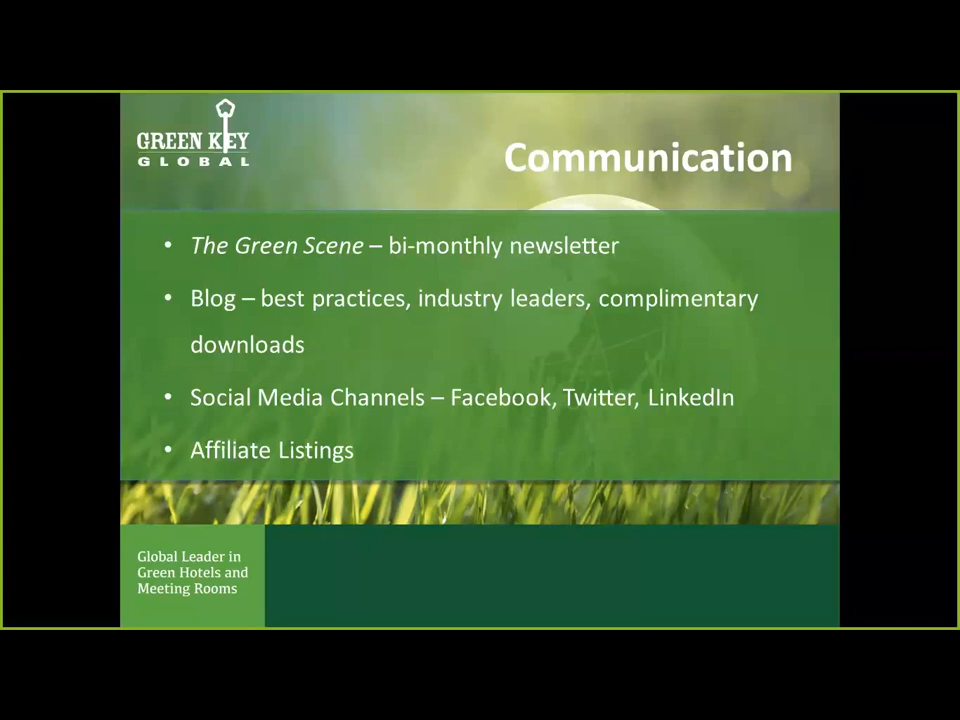 GREEN KEY
GLOBAL
Communication
• The Green Scene – bi-monthly newsletter
• Blog – best practices, industry leaders, complimentary
downloads
• Social Media Channels – Facebook, Twitter, LinkedIn
• Affiliate Listings
Global Leader in
Green Hotels and
Meeting Rooms